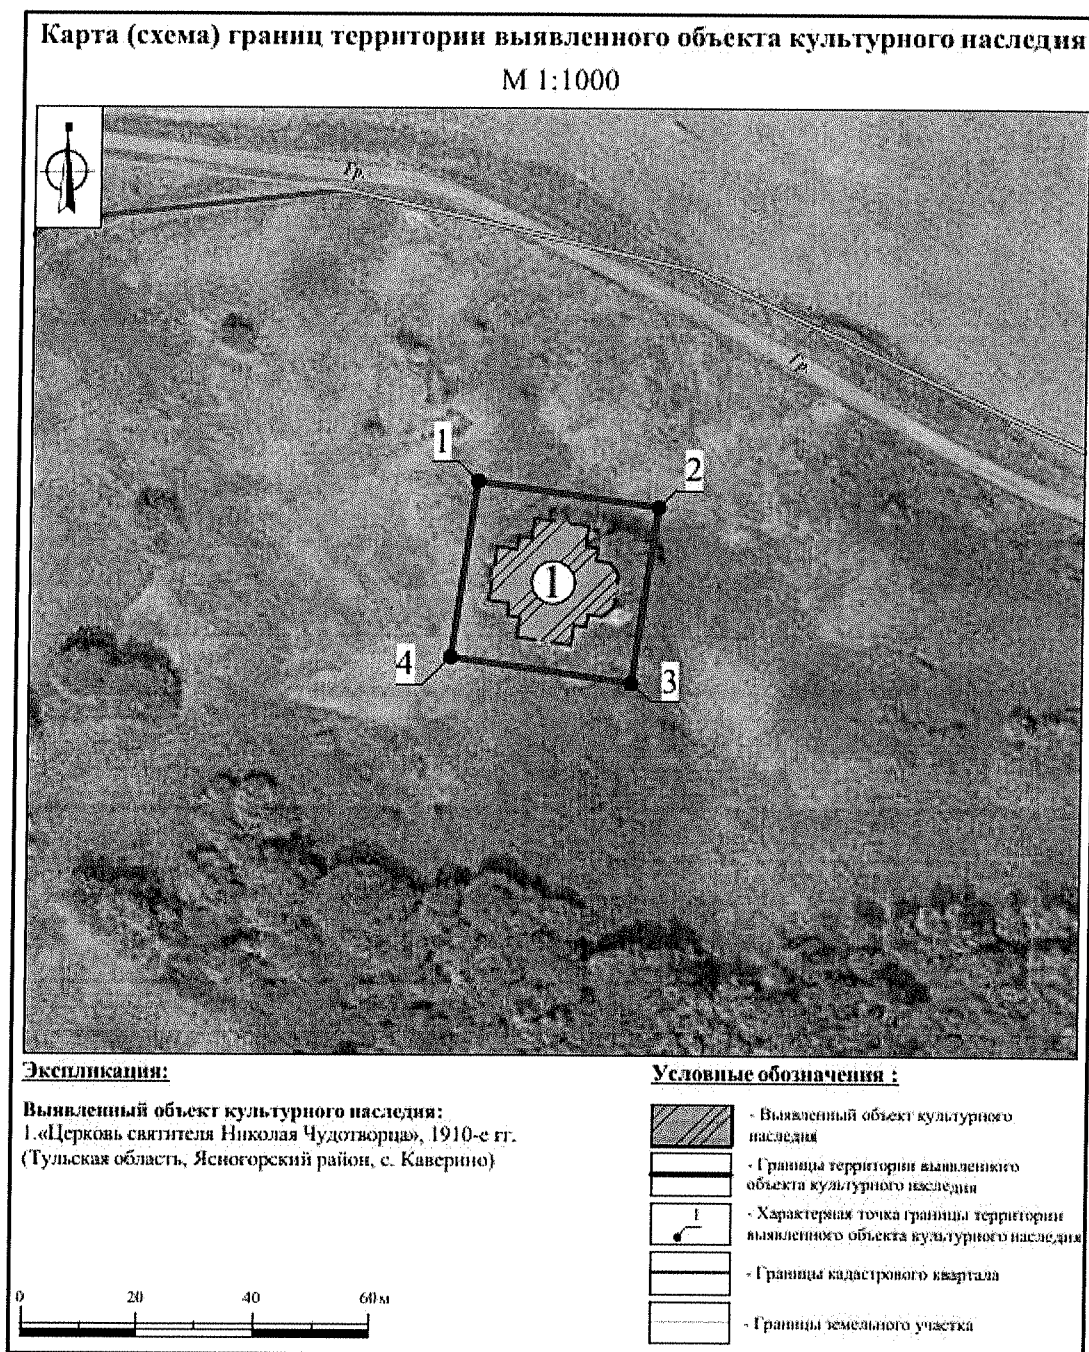 Карта (схема) границ территории выявленного объекта культурного наследия
М 1:1000
Гр.
Гр.
1
2
1
4
3
Экспликация:
Выявленный объект культурного наследия:
1.«Церковь святителя Николая Чудотворца», 1910-е гг.
(Тульская область, Ясногорский район, с. Каверино)
Условные обозначения :
- Выявленный объект культурного
наследия
- Границы территории выявленного
объекта культурного наследия
1
- Характерная точка границы территории
выявленного объекта культурного наследия
- Границы кадастрового квартала
- Границы земельного участка
0 20 40 60 м